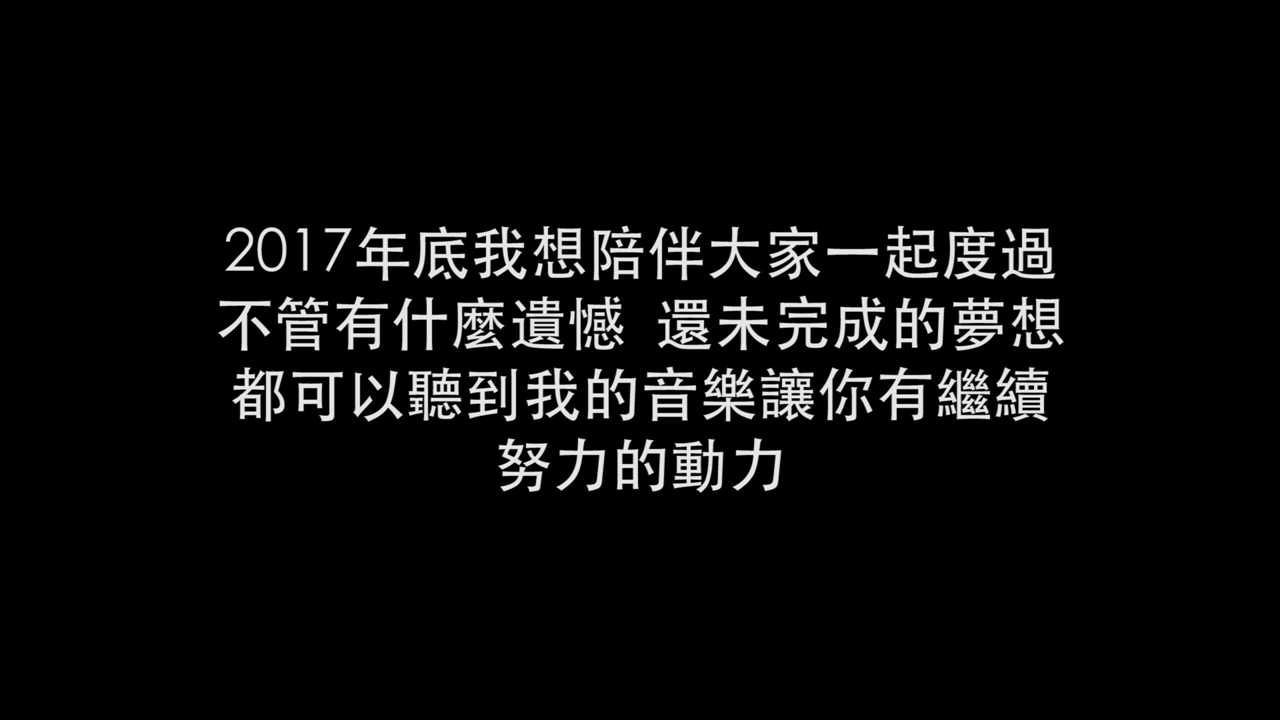 2017年底我想陪伴大家一起度過
不管有什麼遺憾 還未完成的夢想
都可以聽到我的音樂讓你有繼續
努力的動力